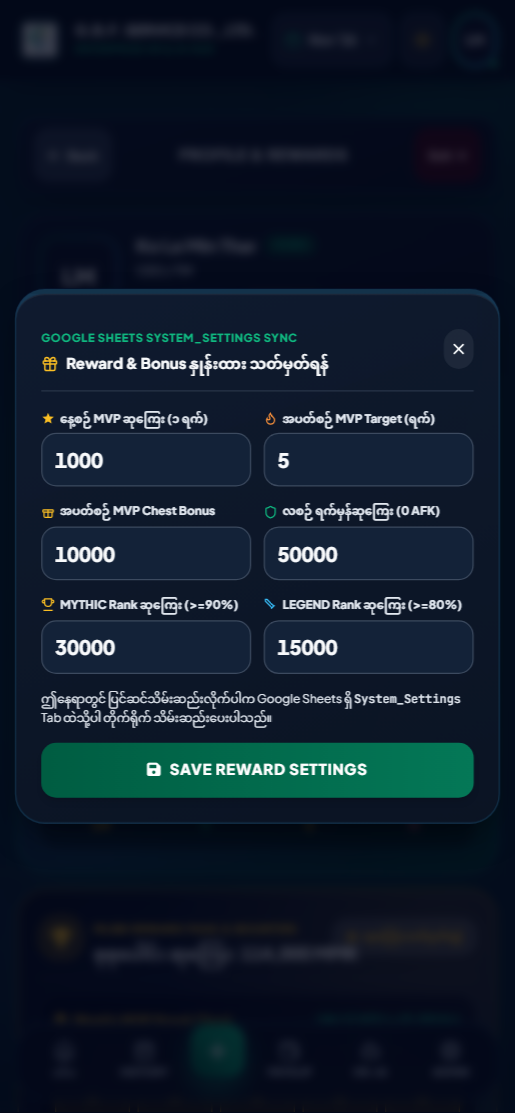 GOOGLE SHEETS SYSTEM_SETTINGS SYNC
Reward & Bonus နှုန်းထား သတ်မှတ်ရန်
နေ့စဉ် MVP ဆုကြေး (၁ ရက်)
အပတ်စဉ် MVP Target (ရက်)
1000
5
အပတ်စဉ် MVP Chest Bonus
လစဉ် ရက်မှန်ဆုကြေး (0 AFK)
10000
50000
MYTHIC Rank ဆုကြေး (>=90%)
LEGEND Rank ဆုကြေး (>=80%)
30000
15000
ဤနေရာတွင် ပြင်ဆင်သိမ်းဆည်းလိုက်ပါက Google Sheets ရှိ System_Settings
Tab ထဲသို့ပါ တိုက်ရိုက် သိမ်းဆည်းပေးပါသည်။
SAVE REWARD SETTINGS